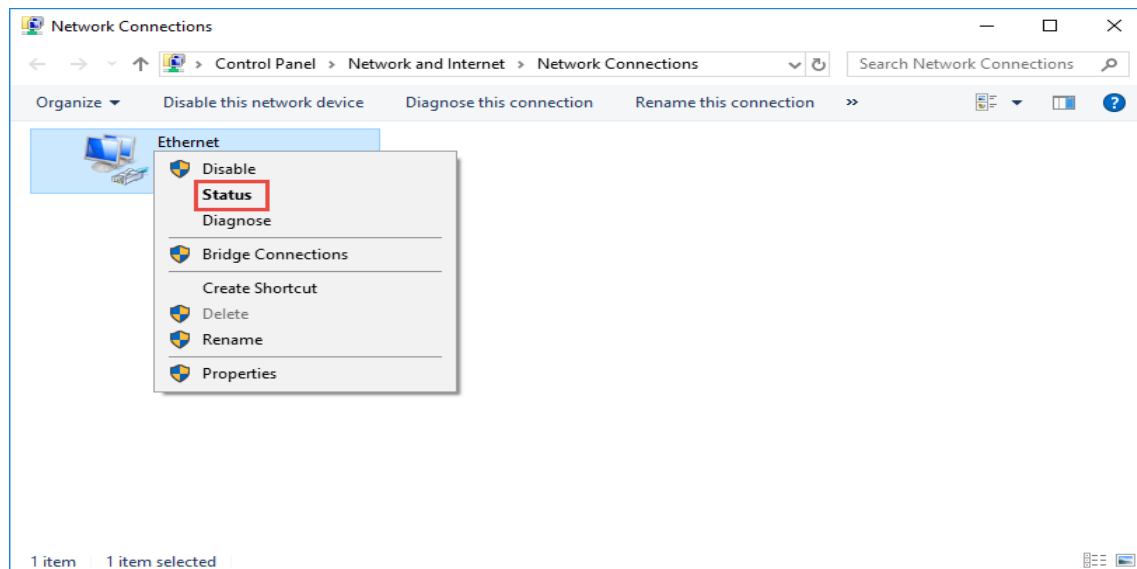 Network Connections
Control Panel > Network and Internet > Network Connections
Search Network Connections
Organize
Disable this network device
Diagnose this connection
Rename this connection
»
?
Ethernet
Disable
Status
Diagnose
Bridge Connections
Create Shortcut
Delete
Rename
Properties
1 item
1 item selected